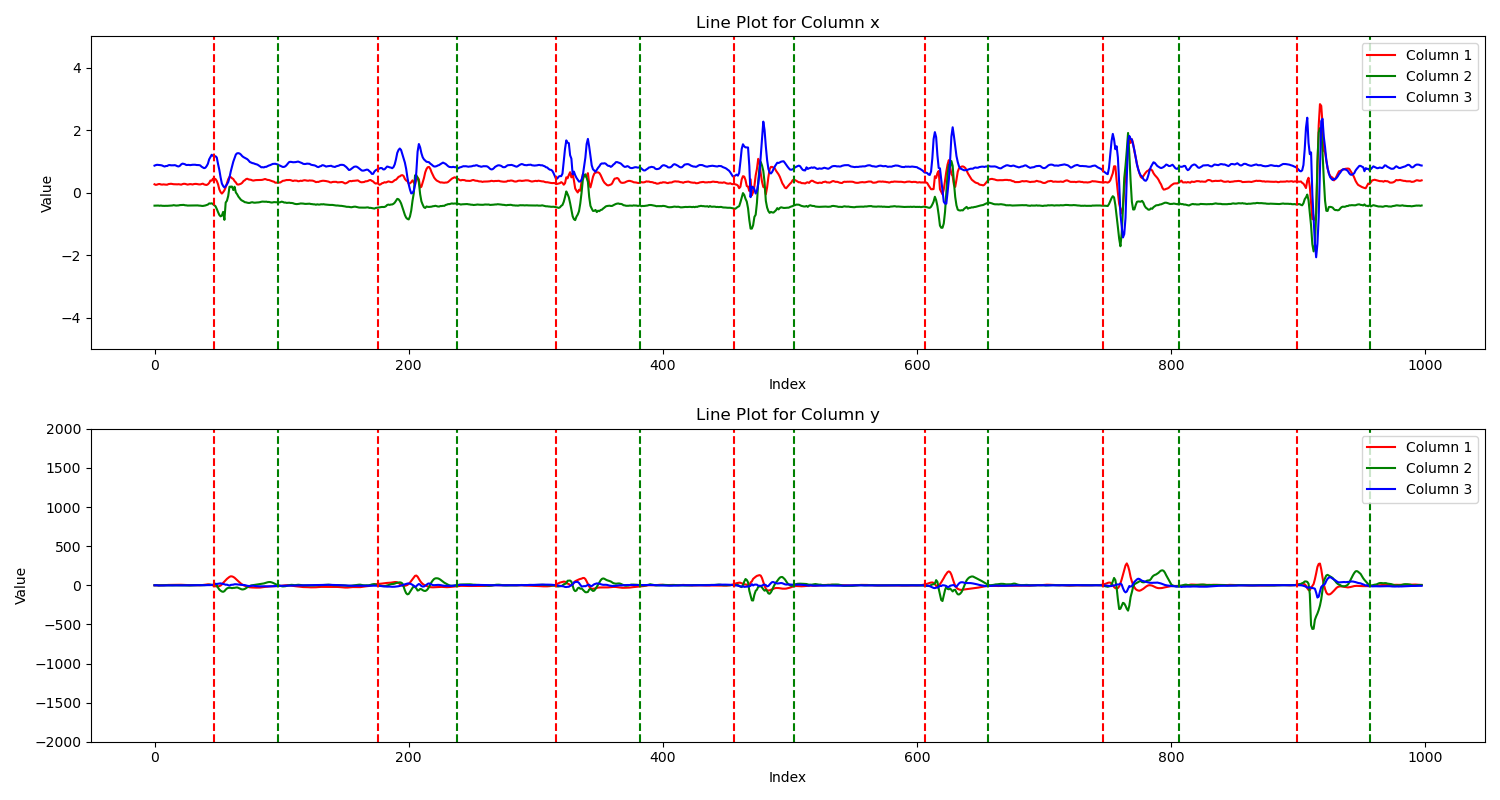 Line Plot for Column x
4
2
0
−2
−4
Value
Column 1
Column 2
Column 3
0
200
400
600
800
1000
Index
Line Plot for Column y
2000
1500
1000
500
0
−500
−1000
−1500
−2000
Value
Column 1
Column 2
Column 3
0
200
400
600
800
1000
Index